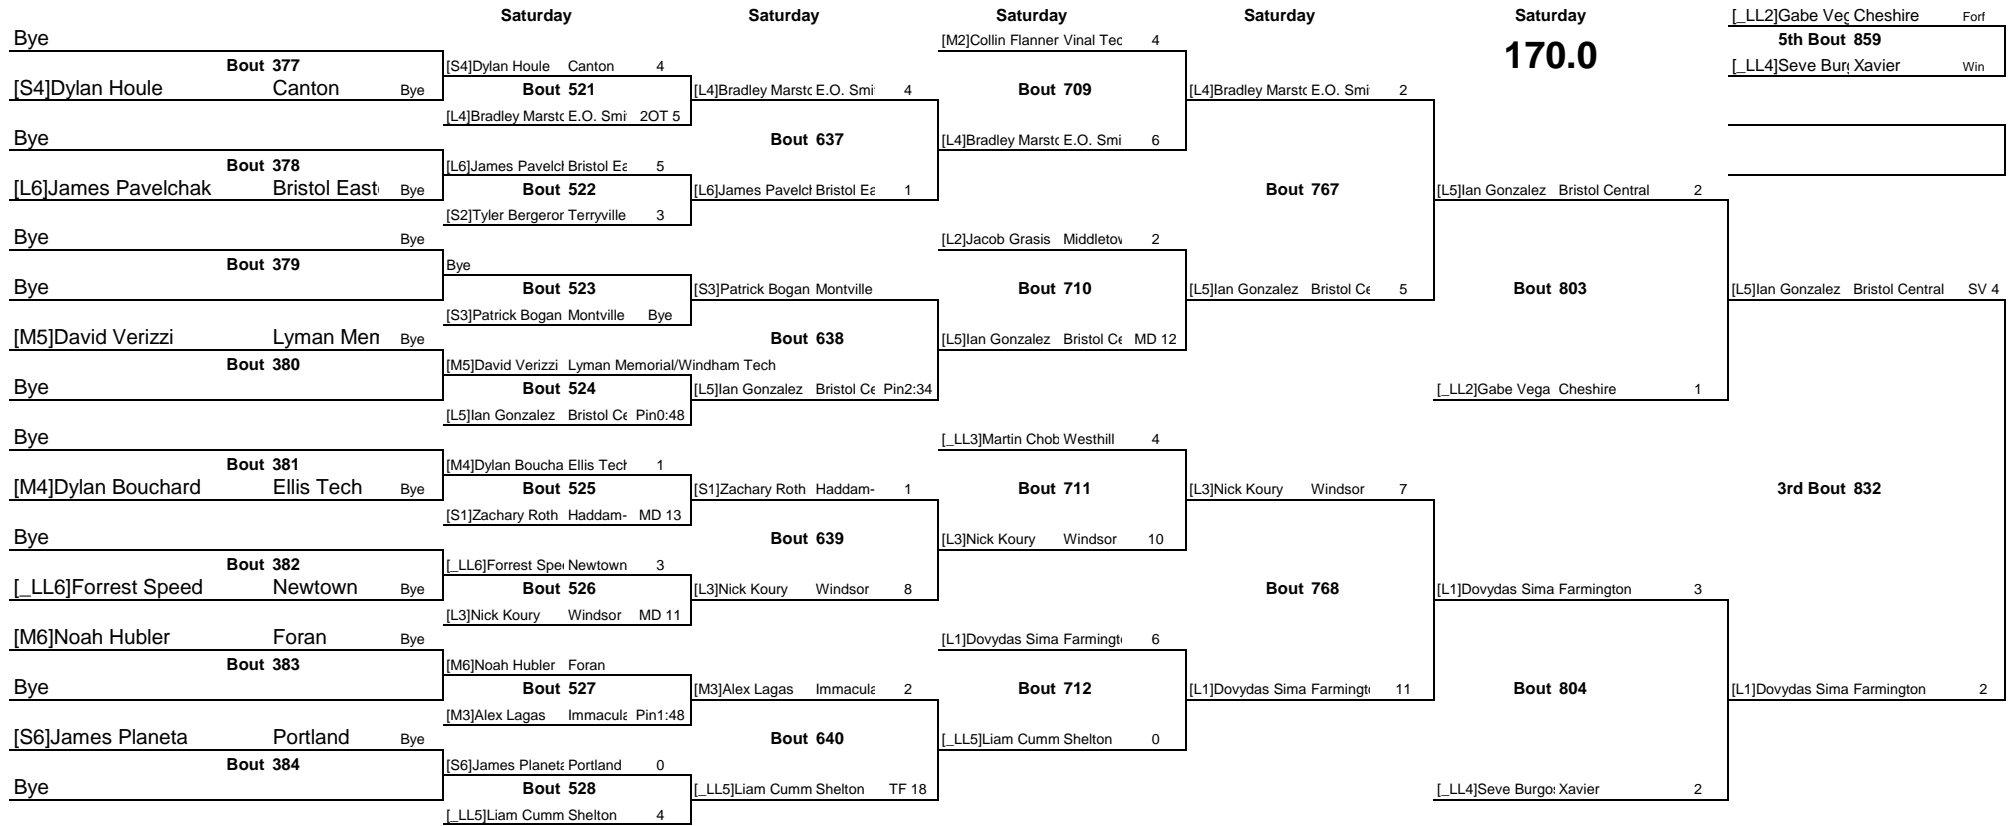 Saturday Saturday Saturday Saturday Saturday
170.0
Bye
Bout 377
[S4]Dylan Houle Canton Bye
Bye
Bout 378
[L6]James Pavelchak Bristol East Bye
Bye Bye
Bout 379
Bye
[M5]David Verizzi Lyman Mem Bye
Bout 380
Bye
Bye
Bout 381
[M4]Dylan Bouchard Ellis Tech Bye
Bye
Bout 382
[_LL6]Forrest Speed Newtown Bye
[M6]Noah Hubler Foran Bye
Bout 383
Bye
[S6]James Planeta Portland Bye
Bout 384
Bye
[S4]Dylan Houle Canton 4
Bout 521
[L4]Bradley Marsto E.O. Smi 2OT 5
[L6]James Pavelch Bristol Ea 5
Bout 522
[S2]Tyler Bergeron Terryville 3
Bye
Bout 523
[S3]Patrick Bogan Montville Bye
[M5]David Verizzi Lyman Memorial/Windham Tech
Bout 524
[L5]Ian Gonzalez Bristol Ce Pin0:48
[M4]Dylan Boucha Ellis Tech 1
Bout 525
[S1]Zachary Roth Haddam- MD 13
[_LL6]Forrest Spee Newtown 3
Bout 526
[L3]Nick Koury Windsor MD 11
[M6]Noah Hubler Foran
Bout 527
[M3]Alex Lagas Immacula Pin1:48
[S6]James Planeta Portland 0
Bout 528
[_LL5]Liam Cumm Shelton 4
[L4]Bradley Marsto E.O. Smi 4
Bout 637
[L6]James Pavelch Bristol Ea 1
[S3]Patrick Bogan Montville
Bout 638
[L5]Ian Gonzalez Bristol Ce Pin2:34
[S1]Zachary Roth Haddam- 1
Bout 639
[L3]Nick Koury Windsor 8
[M3]Alex Lagas Immacula 2
Bout 640
[_LL5]Liam Cumm Shelton TF 18
[M2]Collin Flanner Vinal Tec 4
Bout 709
[L4]Bradley Marsto E.O. Smi 6
[L2]Jacob Grasis Middletow 2
Bout 710
[L5]Ian Gonzalez Bristol Ce MD 12
[_LL3]Martin Chob Westhill 4
Bout 711
[L3]Nick Koury Windsor 10
[L1]Dovydas Sima Farmingto 6
Bout 712
[_LL5]Liam Cumm Shelton 0
[L4]Bradley Marsto E.O. Smi 2
Bout 767
[L5]Ian Gonzalez Bristol Ce 5
[L3]Nick Koury Windsor 7
Bout 768
[L1]Dovydas Sima Farmingto 11
[L5]Ian Gonzalez Bristol Central 2
Bout 803
[_LL2]Gabe Vega Cheshire 1
[L1]Dovydas Sima Farmington 3
Bout 804
[_LL4]Seve Burgos Xavier 2
[_LL2]Gabe Veg Cheshire Forf
5th Bout 859
[_LL4]Seve Burg Xavier Win
[L5]Ian Gonzalez Bristol Central SV 4
3rd Bout 832
[L1]Dovydas Sima Farmington 2